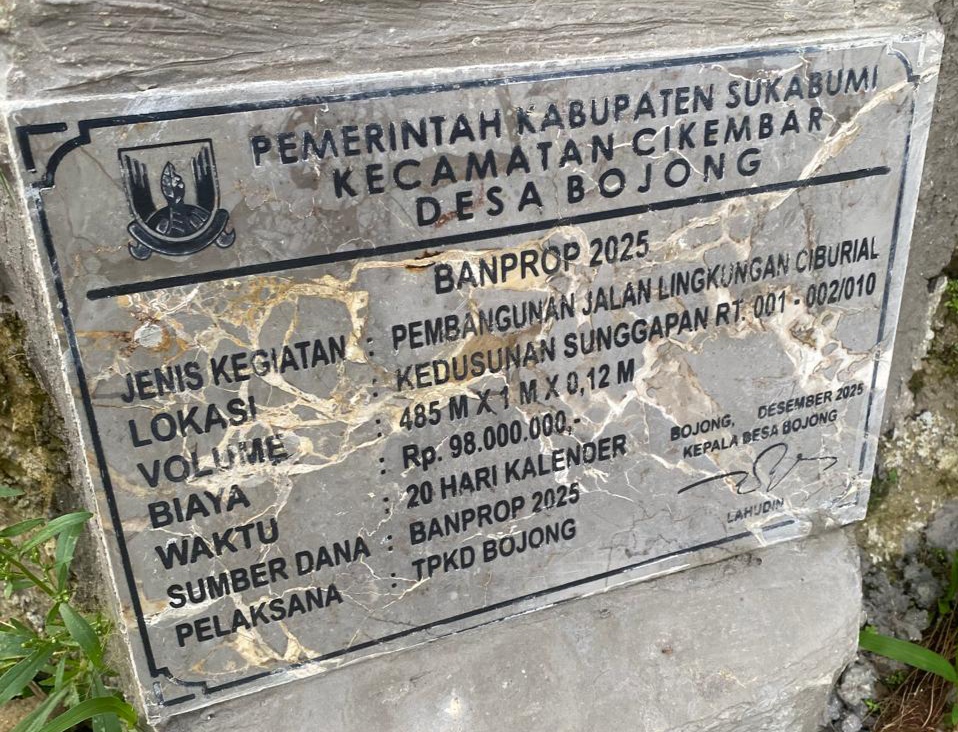 PEMERINTAH KABUPATEN SUKABUMI
KECAMATAN CIKEMBAR
DESA BOJONG
BANPROP 2025
JENIS KEGIATAN : PEMBANGUNAN JALAN LINGKUNGAN CIBURIAL
LOKASI : KEDUSUNAN SUNGGAPAN RT. 001 - 002/010
VOLUME : 485 M X 1 M X 0,12 M
BIAYA : Rp. 98.000.000,-
WAKTU : 20 HARI KALENDER
SUMBER DANA : BANPROP 2025
PELAKSANA : TPKD BOJONG
BOJONG, DESEMBER 2025
KEPALA DESA BOJONG
LAHUDIN